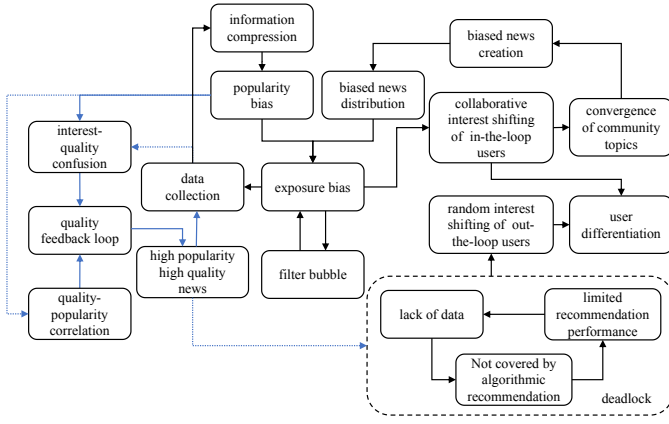 information
compression
biased news
creation
popularity
bias
biased news
distribution
collaborative
interest shifting
of in-the-loop
users
convergence
of community
topics
interest-
quality
confusion
data
collection
exposure bias
quality
feedback loop
random interest
shifting of out-
the-loop users
user
differentiation
high popularity
high quality
news
filter bubble
quality-
popularity
correlation
lack of data
limited
recommendation
performance
Not covered by
algorithmic
recommendation
deadlock